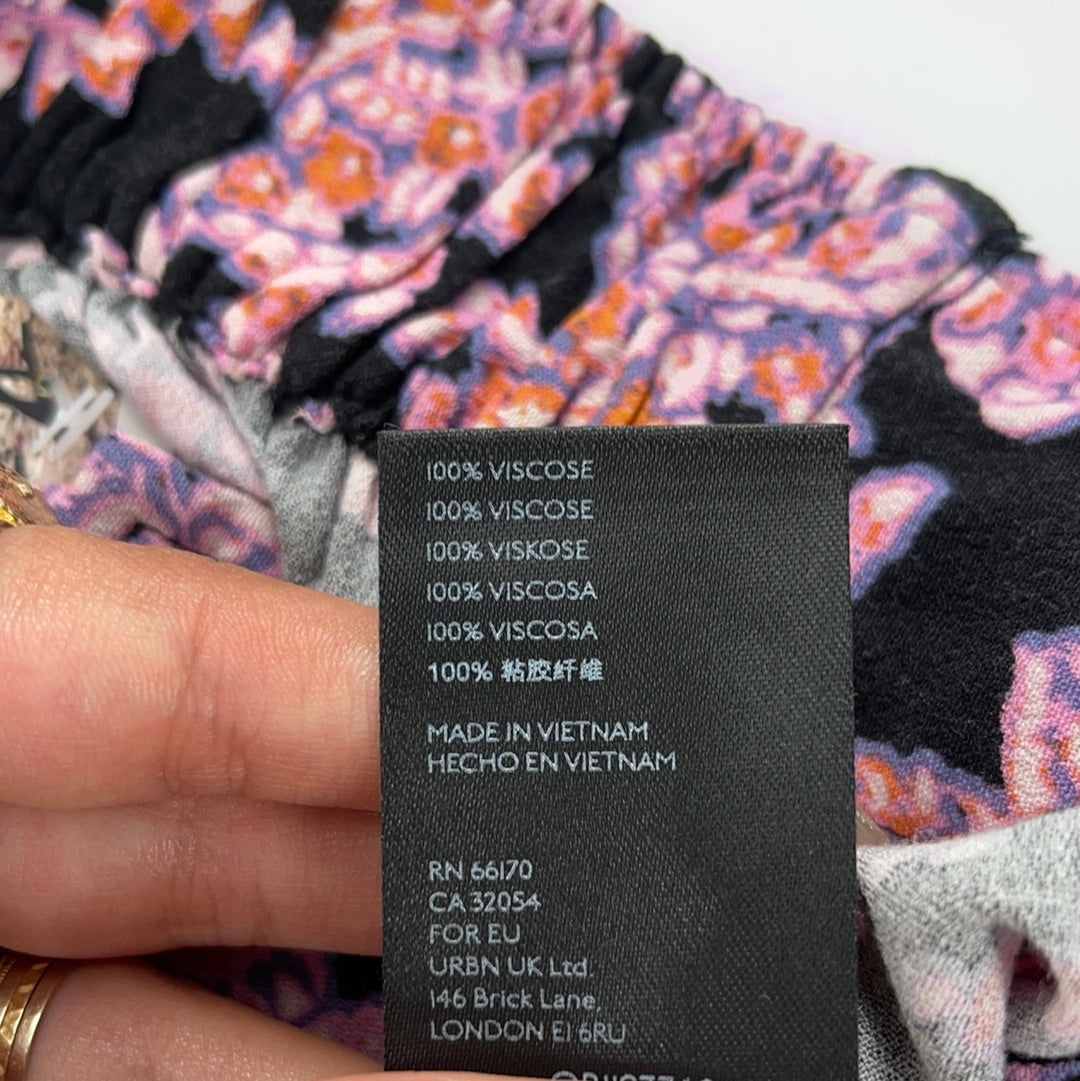 100% VISCOSE
100% VISCOSE
100% VISKOSE
100% VISCOSA
100% VISCOSA
100% 粘胶纤维
MADE IN VIETNAM
HECHO EN VIETNAM
RN 66170
CA 32054
FOR EU
URBN UK Ltd.
146 Brick Lane,
LONDON E1 6RU